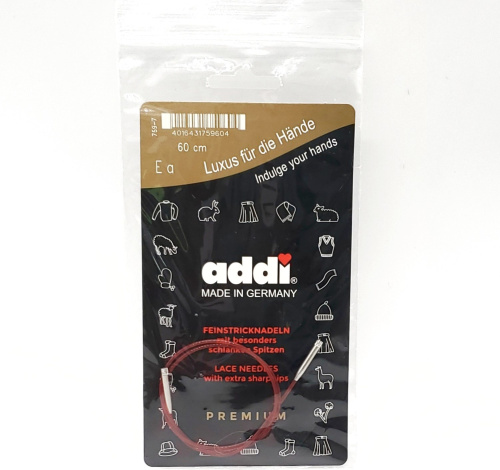 759-7
4016431759604
60 cm
E a
Luxus für die Hände
Indulge your hands
addi®
MADE IN GERMANY
FEINSTRICKNADELN
mit besonders
schlanken Spitzen
LACE NEEDLES
with extra sharp tips
PREMIUM